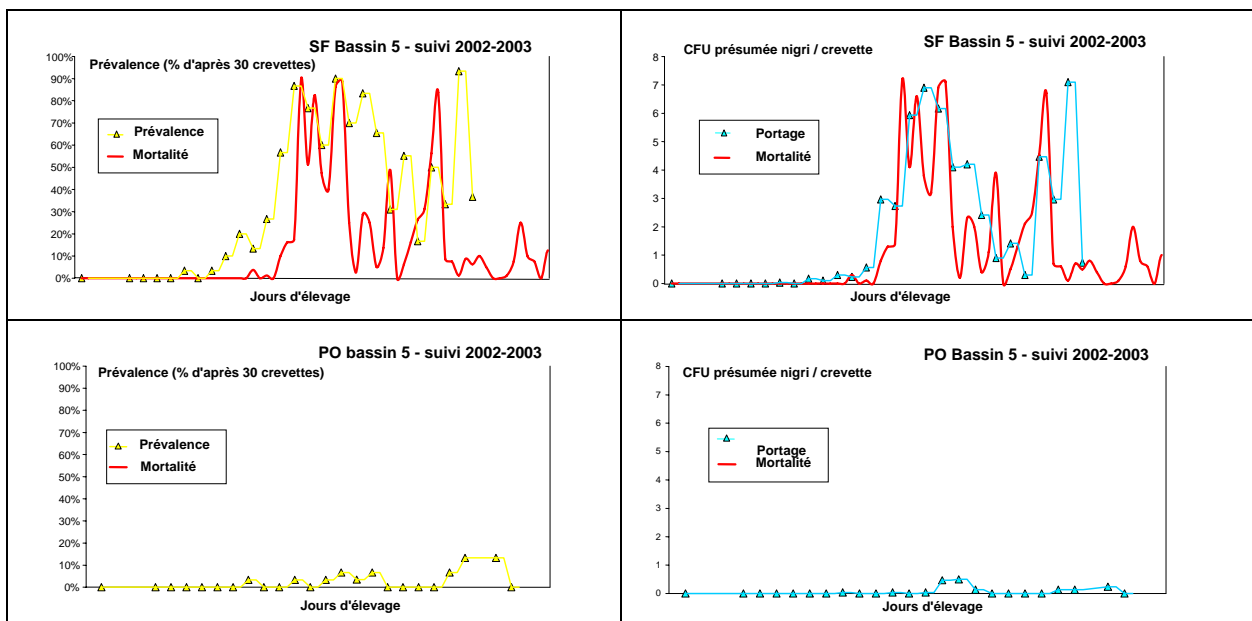 SF Bassin 5 - suivi 2002-2003
Prévalence (% d'après 30 crevettes)
100%
90%
80%
70%
60%
50%
40%
30%
20%
10%
0%
Prévalence
Mortalité
Jours d'élevage
SF Bassin 5 - suivi 2002-2003
CFU présumée nigri / crevette
8
7
6
5
4
3
2
1
0
Portage
Mortalité
Jours d'élevage
PO bassin 5 - suivi 2002-2003
Prévalence (% d'après 30 crevettes)
100%
90%
80%
70%
60%
50%
40%
30%
20%
10%
0%
Prévalence
Mortalité
Jours d'élevage
PO Bassin 5 - suivi 2002-2003
CFU présumée nigri / crevette
8
7
6
5
4
3
2
1
0
Portage
Mortalité
Jours d'élevage